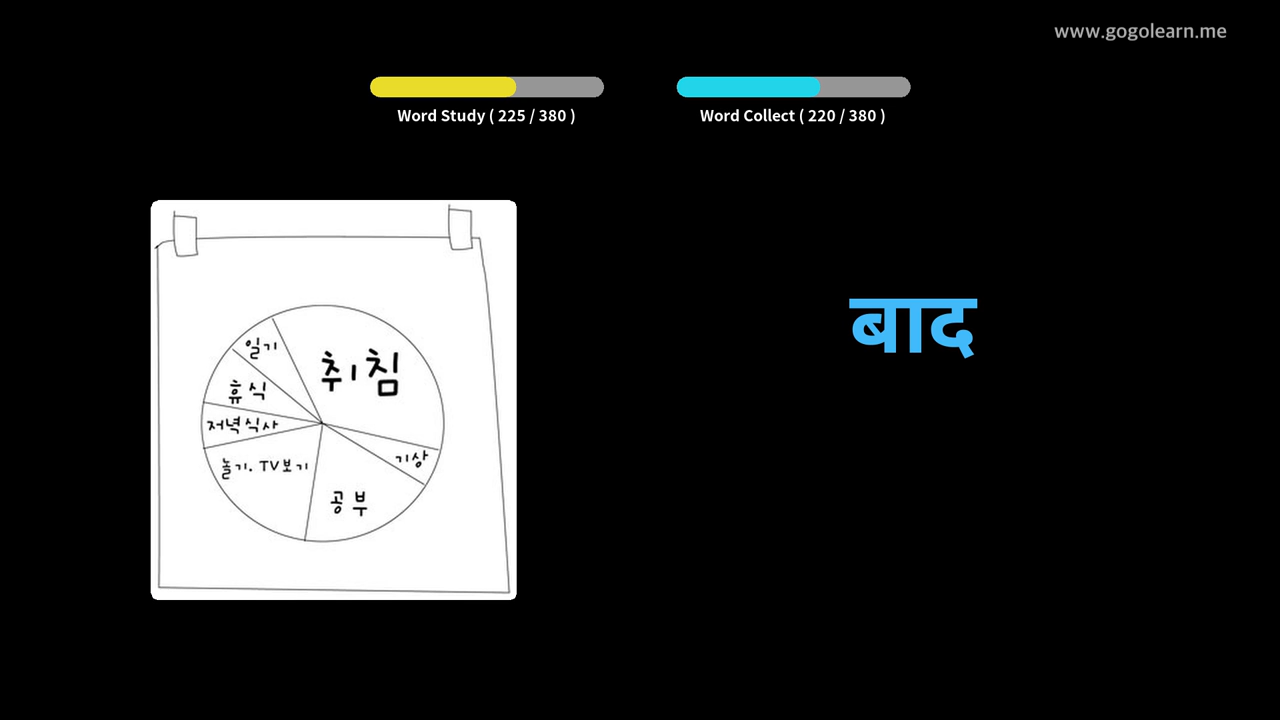 www.gogolearn.me
Word Study ( 225 / 380 )
Word Collect ( 220 / 380 )
일기
취침
휴식
저녁식사
기상
놀기. TV보기
공부
बाद